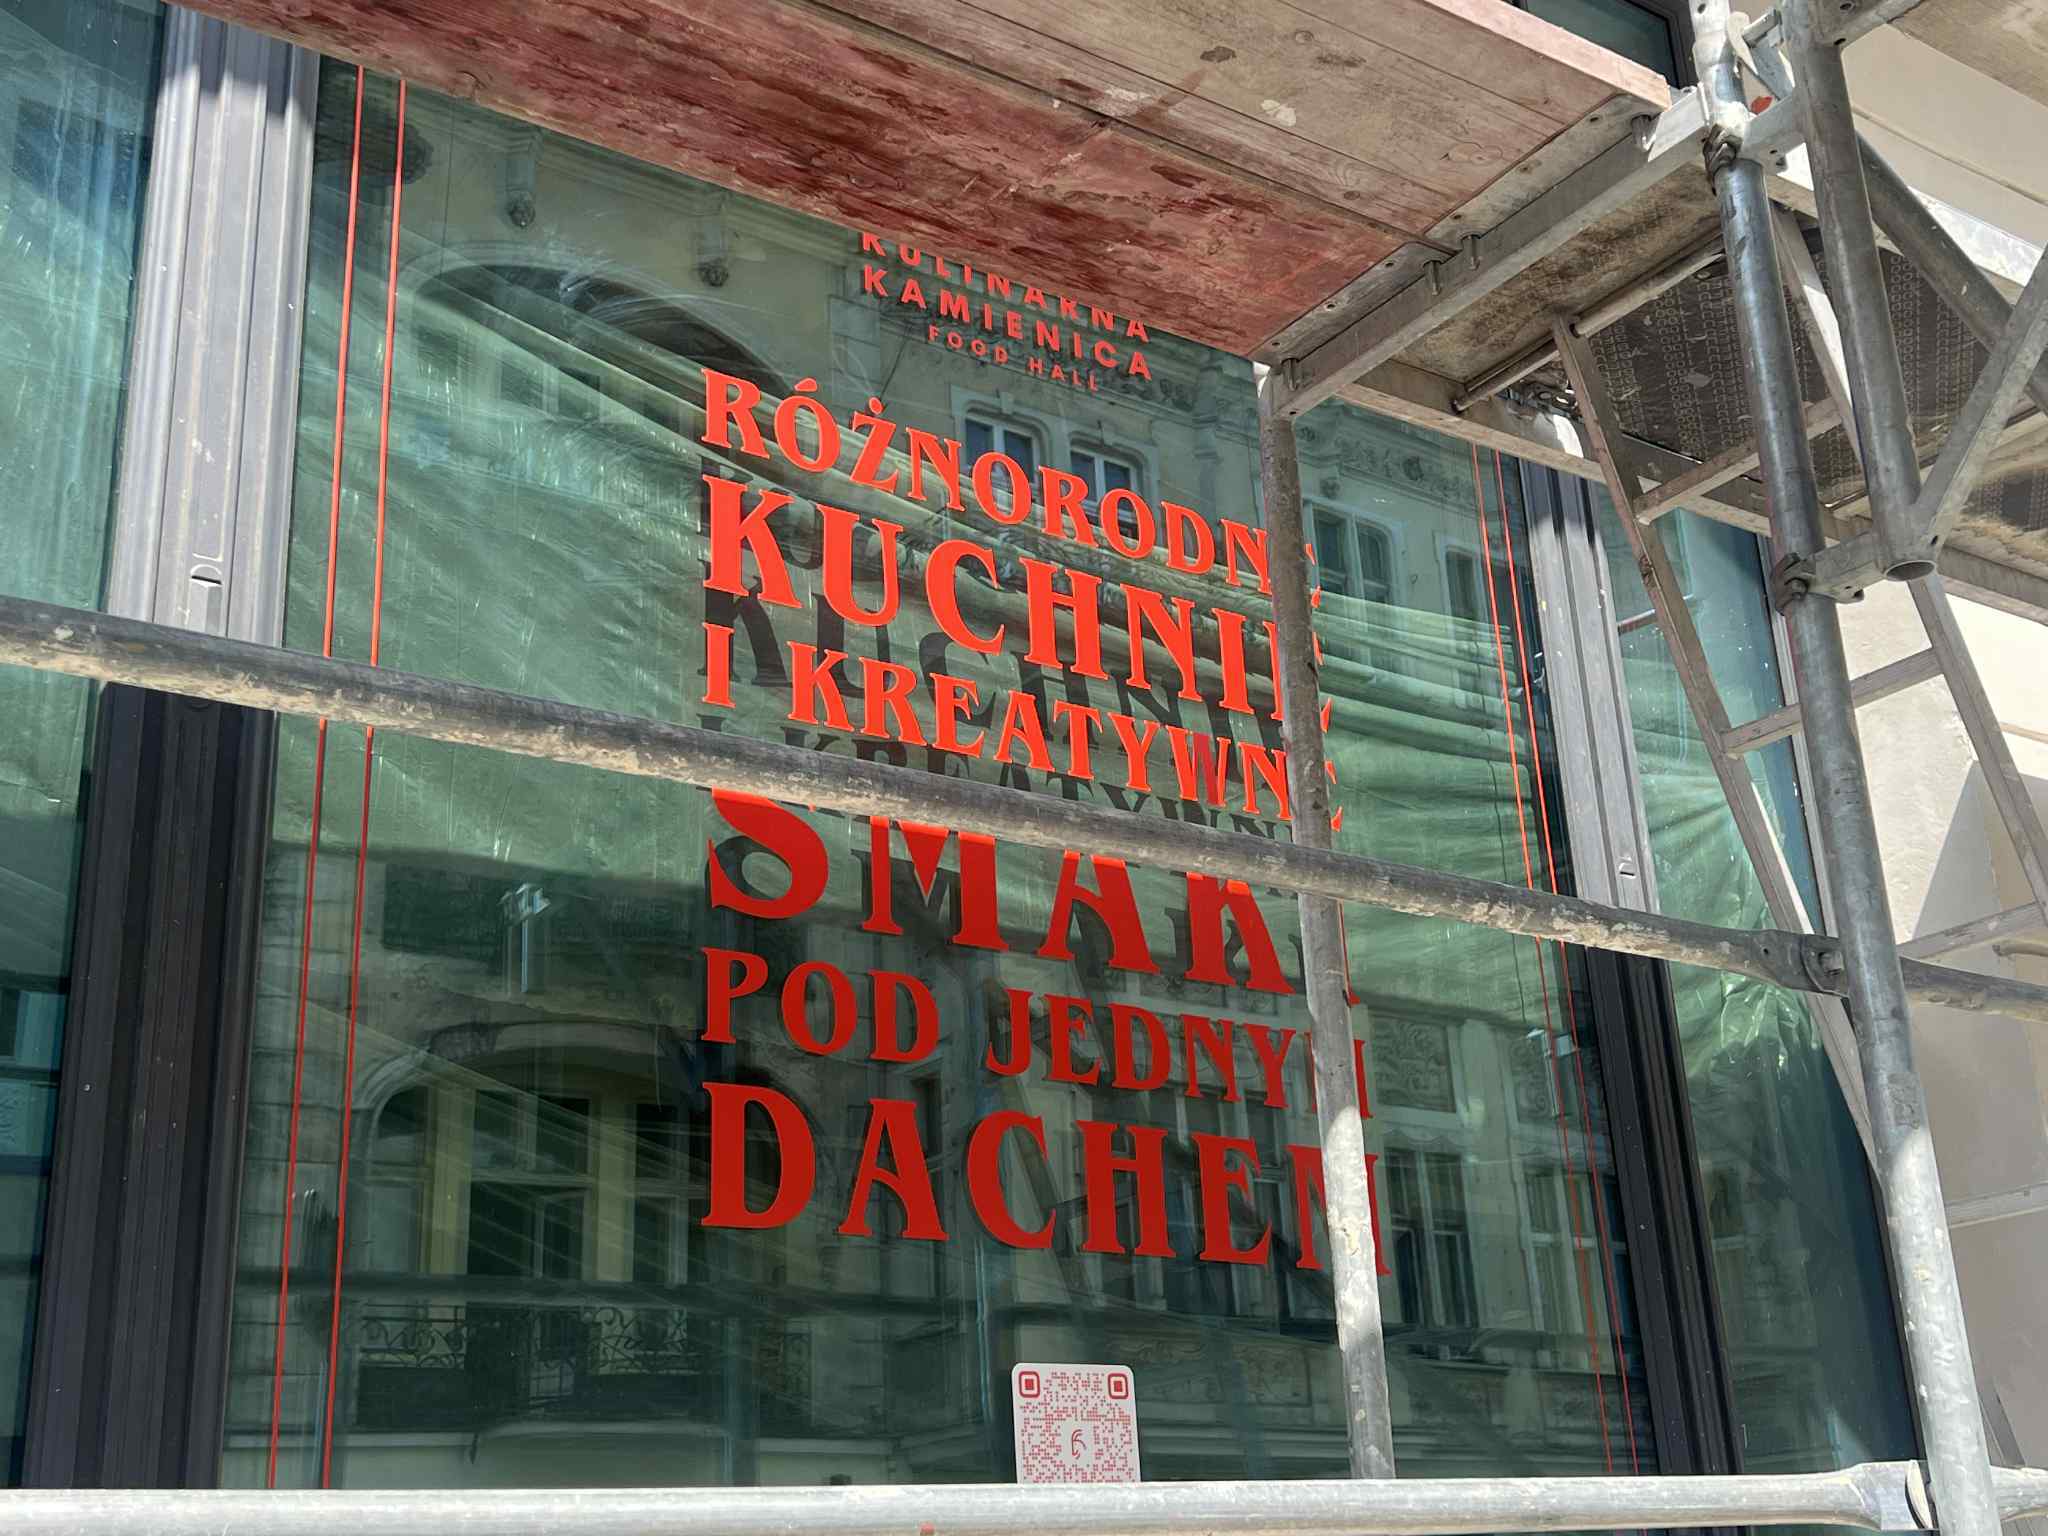 KULINARNA
KAMIENICA
FOOD HALL
RÓŻNORODNE
KUCHNIE
I KREATYWNE
SMAKI
POD JEDNYM
DACHEM